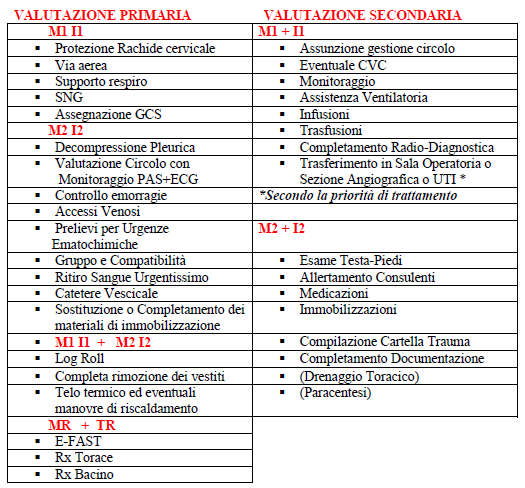 VALUTAZIONE PRIMARIA
M1 I1
▪ Protezione Rachide cervicale
▪ Via aerea
▪ Supporto respiro
▪ SNG
▪ Assegnazione GCS
M2 I2
▪ Decompressione Pleurica
▪ Valutazione Circolo con
Monitoraggio PAS+ECG
▪ Controllo emorragie
▪ Accessi Venosi
▪ Prelievi per Urgenze
Ematochimiche
▪ Gruppo e Compatibilità
▪ Ritiro Sangue Urgentissimo
▪ Catetere Vescicale
▪ Sostituzione o Completamento dei
materiali di immobilizzazione
▪ M1 I1 + M2 I2
▪ Log Roll
▪ Completa rimozione dei vestiti
▪ Telo termico ed eventuali
manovre di riscaldamento
MR + TR
▪ E-FAST
▪ Rx Torace
▪ Rx Bacino
VALUTAZIONE SECONDARIA
M1 + I1
▪ Assunzione gestione circolo
▪ Eventuale CVC
▪ Monitoraggio
▪ Assistenza Ventilatoria
▪ Infusioni
▪ Trasfusioni
▪ Completamento Radio-Diagnostica
▪ Trasferimento in Sala Operatoria o
Sezione Angiografica o UTI *
*Secondo la priorità di trattamento
M2 + I2
▪ Esame Testa-Piedi
▪ Allertamento Consulenti
▪ Medicazioni
▪ Immobilizzazioni
▪ Compilazione Cartella Trauma
▪ Completamento Documentazione
▪ (Drenaggio Toracico)
▪ (Paracentesi)